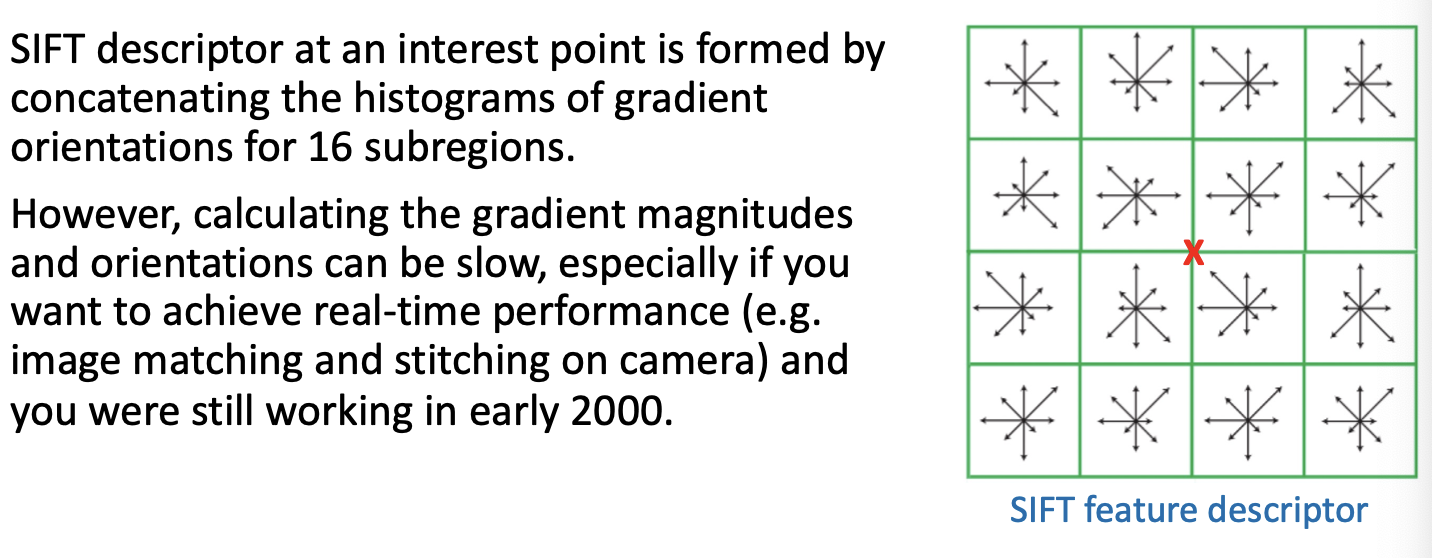 SIFT descriptor at an interest point is formed by
concatenating the histograms of gradient
orientations for 16 subregions.
However, calculating the gradient magnitudes
and orientations can be slow, especially if you
want to achieve real-time performance (e.g.
image matching and stitching on camera) and
you were still working in early 2000.
X
SIFT feature descriptor